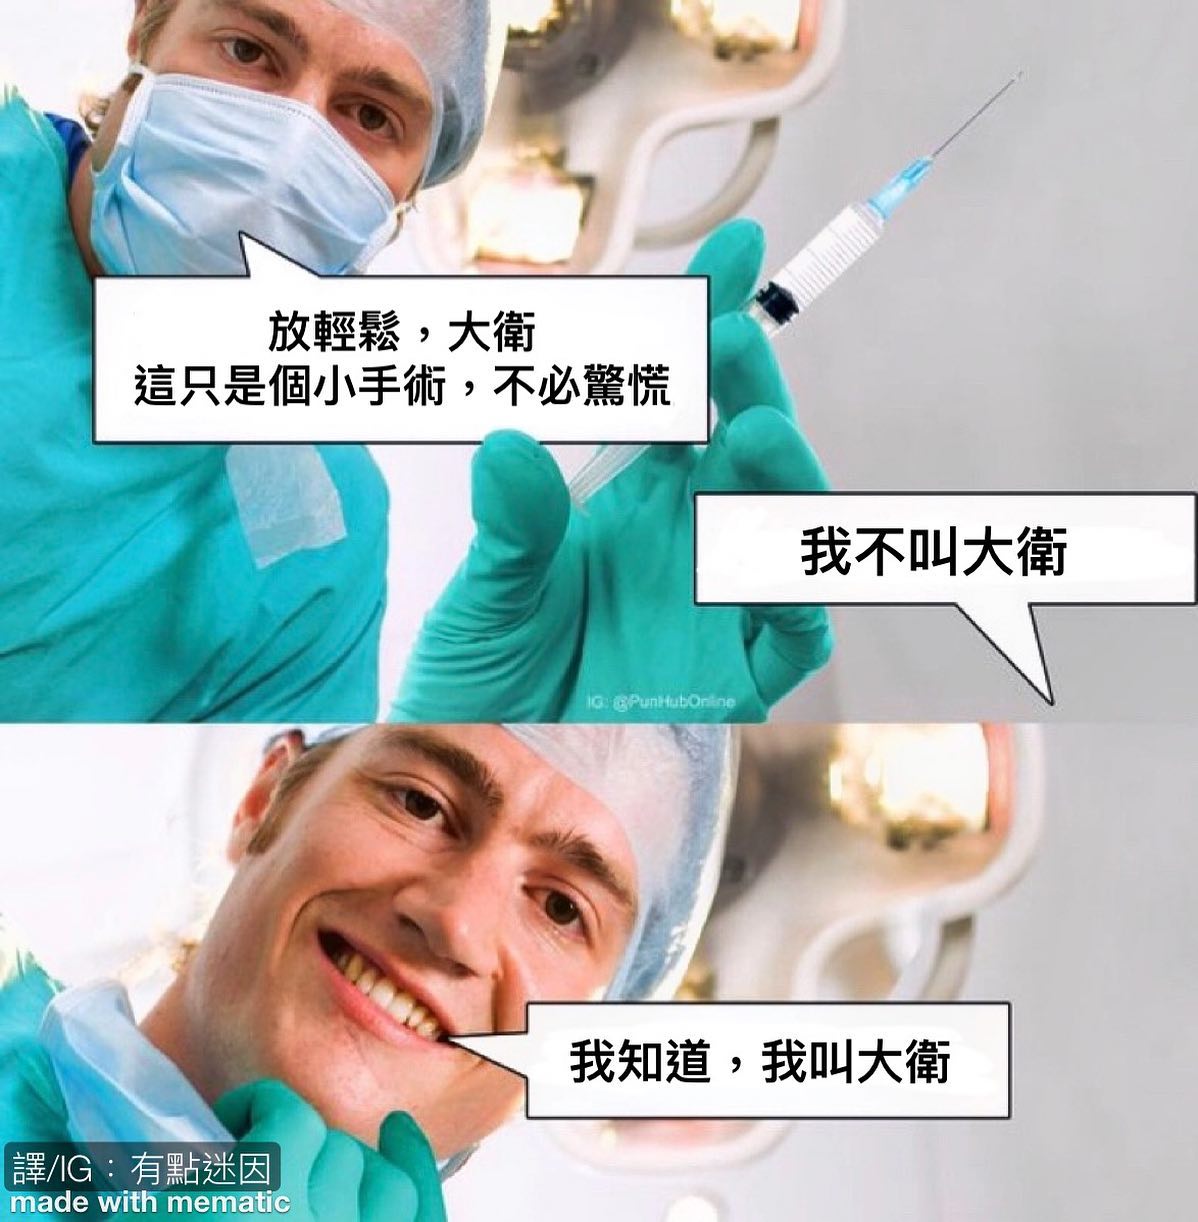 放輕鬆，大衛
這只是個小手術，不必驚慌
我不叫大衛
IG: @PunHubOnline
我知道，我叫大衛
譯/IG：有點迷因
made with mematic